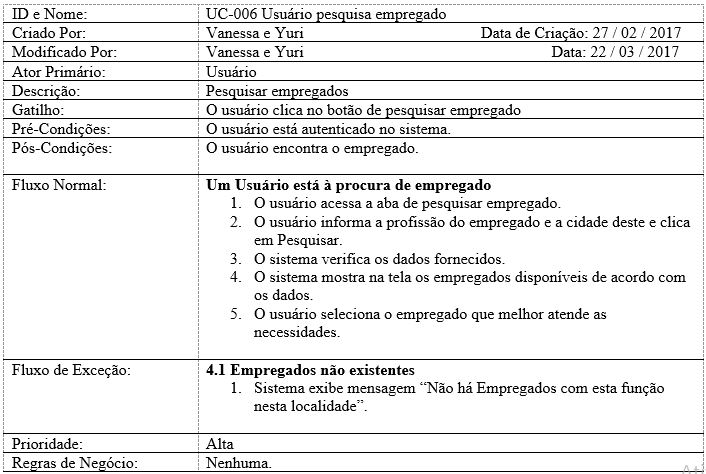 ID e Nome: UC-006 Usuário pesquisa empregado
Criado Por: Vanessa e Yuri Data de Criação: 27 / 02 / 2017
Modificado Por: Vanessa e Yuri Data: 22 / 03 / 2017
Ator Primário: Usuário
Descrição: Pesquisar empregados
Gatilho: O usuário clica no botão de pesquisar empregado
Pré-Condições: O usuário está autenticado no sistema.
Pós-Condições: O usuário encontra o empregado.
Fluxo Normal: Um Usuário está à procura de empregado
1. O usuário acessa a aba de pesquisar empregado.
2. O usuário informa a profissão do empregado e a cidade deste e clica
em Pesquisar.
3. O sistema verifica os dados fornecidos.
4. O sistema mostra na tela os empregados disponíveis de acordo com
os dados.
5. O usuário seleciona o empregado que melhor atende as
necessidades.
Fluxo de Exceção: 4.1 Empregados não existentes
1. Sistema exibe mensagem “Não há Empregados com esta função
nesta localidade”.
Prioridade: Alta
Regras de Negócio: Nenhuma.